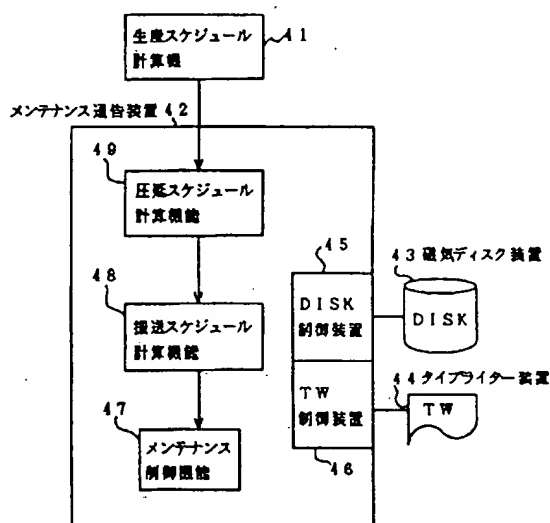 生産スケジュール
計算機
41
メンテナンス通告装置 42
49
圧延スケジュール
計算機能
48
搬送スケジュール
計算機能
47
メンテナンス
制御機能
45
DISK
制御装置
TW
制御装置
46
43 磁気ディスク装置
DISK
44 タイプライター装置
TW